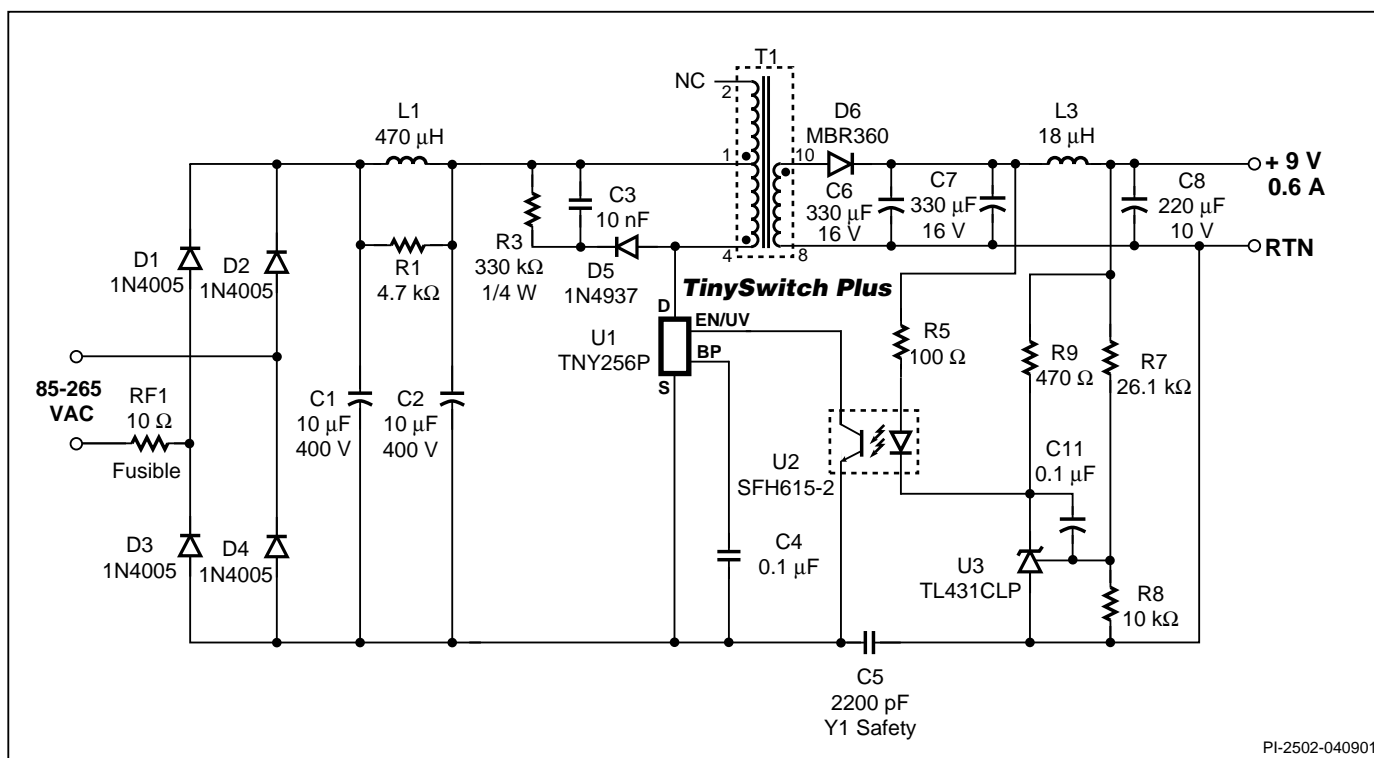 T1
NC
2
L1
470 µH
D6
MBR360
L3
18 µH
1
10
+ 9 V
0.6 A
C3
10 nF
C6
330 µF
16 V
C7
330 µF
16 V
C8
220 µF
10 V
R3
330 kΩ
1/4 W
D5
1N4937
4
8
RTN
D1
1N4005
D2
1N4005
R1
4.7 kΩ
TinySwitch Plus
D
EN/UV
BP
S
U1
TNY256P
R5
100 Ω
R9
470 Ω
R7
26.1 kΩ
85-265
VAC
RF1
10 Ω
Fusible
C1
10 µF
400 V
C2
10 µF
400 V
U2
SFH615-2
C11
0.1 µF
D3
1N4005
D4
1N4005
C4
0.1 µF
U3
TL431CLP
R8
10 kΩ
C5
2200 pF
Y1 Safety
PI-2502-040901